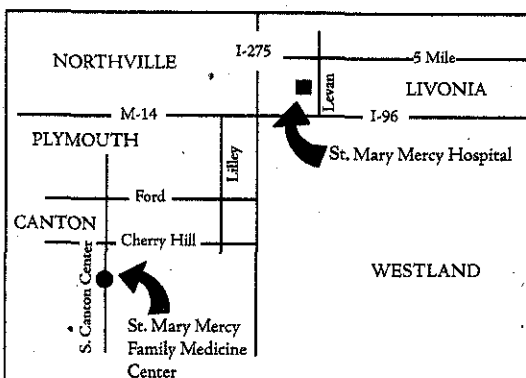 NORTHVILLE
I-275
5 Mile
Levan
LIVONIA
M-14
I-96
PLYMOUTH
Lilley
St. Mary Mercy Hospital
Ford
CANTON
Cherry Hill
S. Canton Center
WESTLAND
St. Mary Mercy
Family Medicine
Center